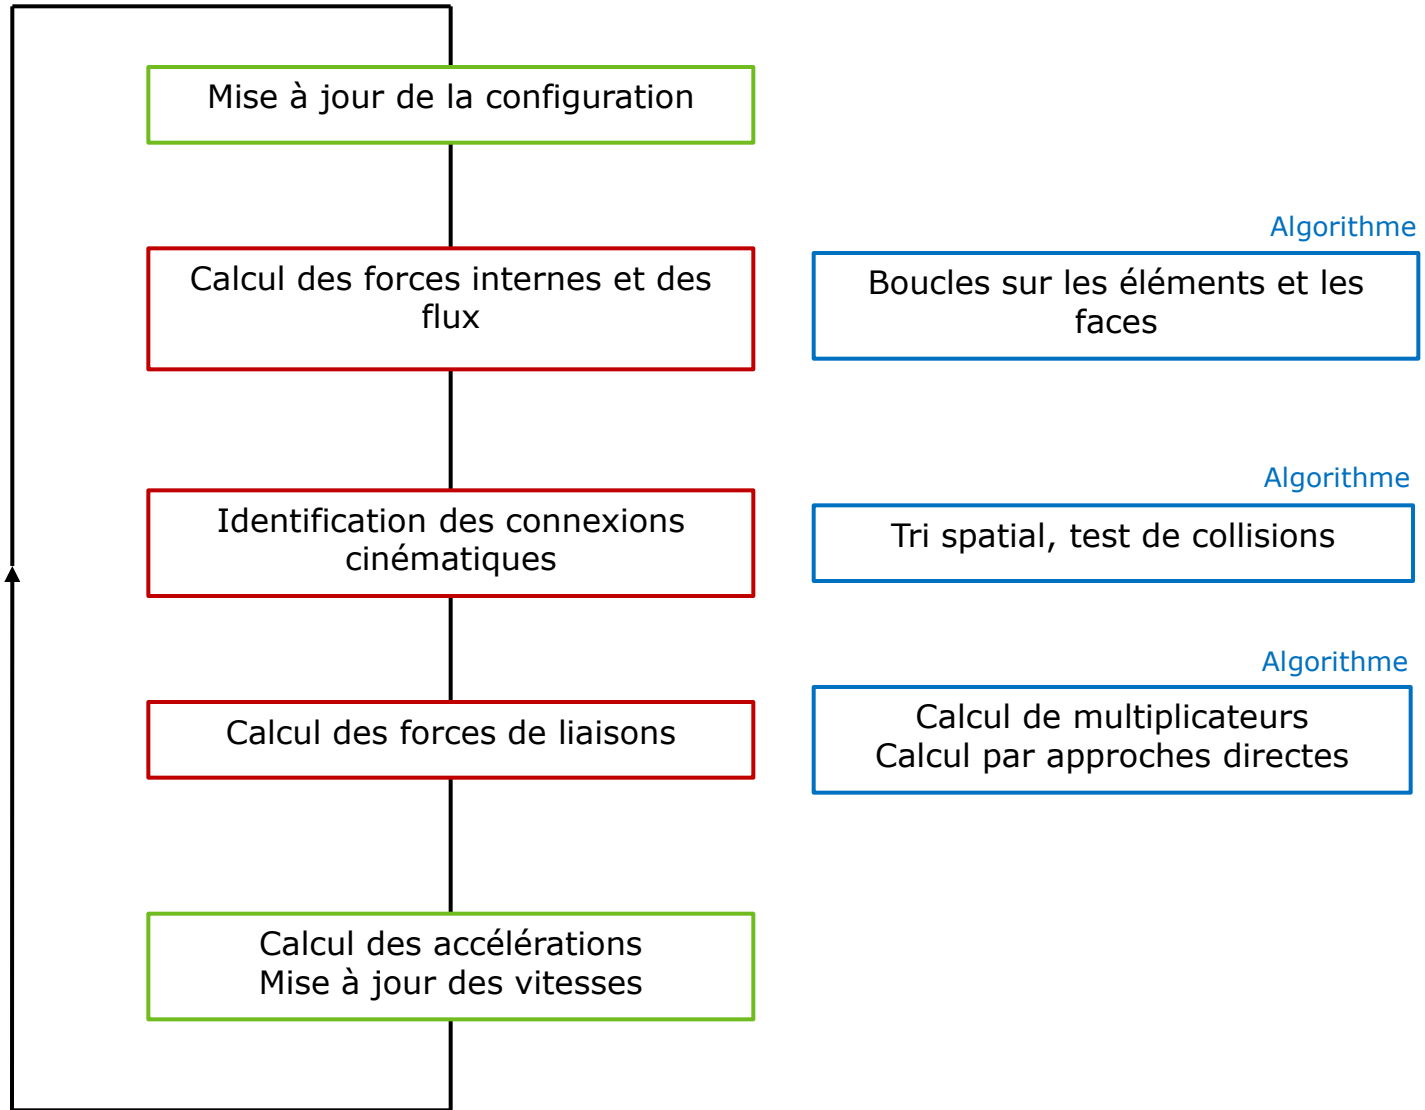 Mise à jour de la configuration
Algorithme
Calcul des forces internes et des
flux
Boucles sur les éléments et les
faces
Algorithme
Identification des connexions
cinématiques
Tri spatial, test de collisions
Algorithme
Calcul des forces de liaisons
Calcul de multiplicateurs
Calcul par approches directes
Calcul des accélérations
Mise à jour des vitesses